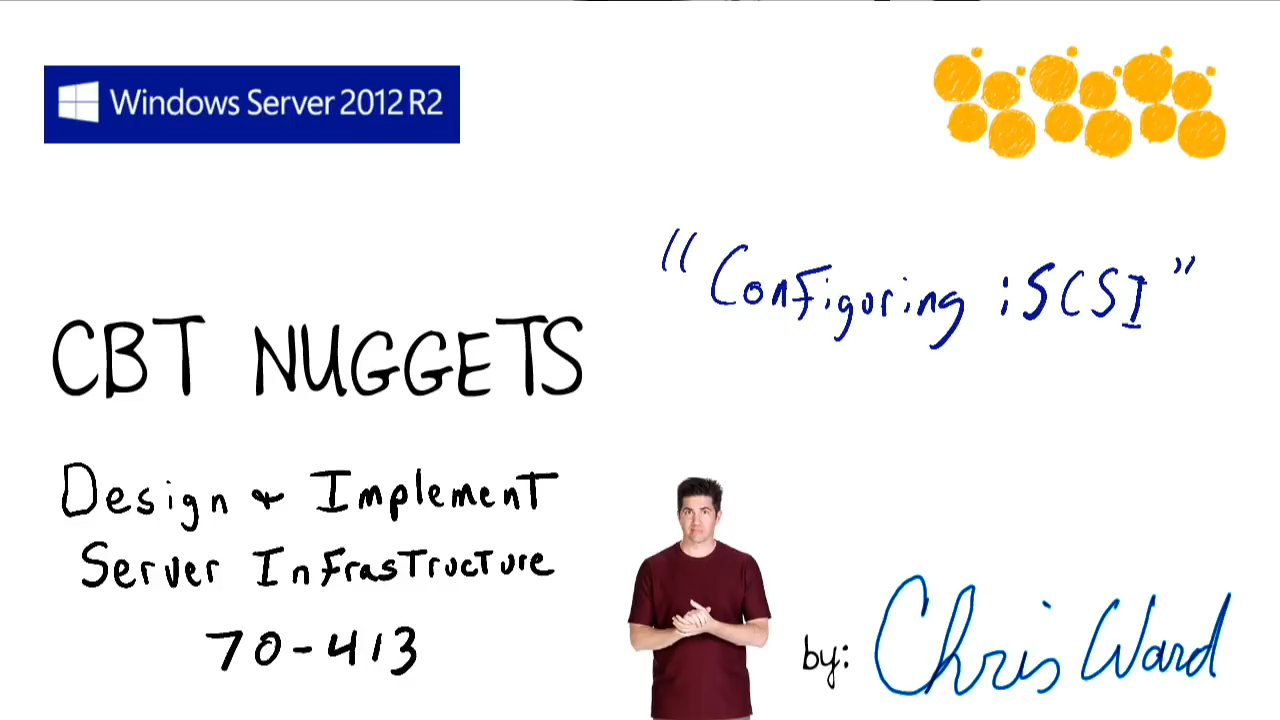 Windows Server 2012 R2
"Configuring iSCSI"
CBT NUGGETS
Design & Implement
Server Infrastructure
70-413
by: Chris Ward